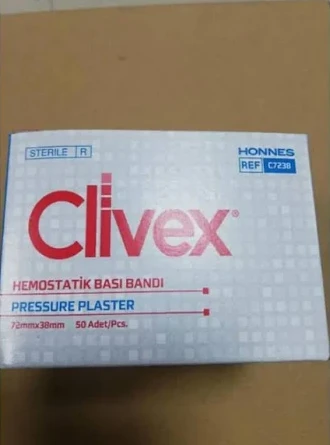 STERILE R
HONNES
REF C7238
Clivex®
HEMOSTATİK BASI BANDI
PRESSURE PLASTER
72mmx38mm 50 Adet/Pcs.